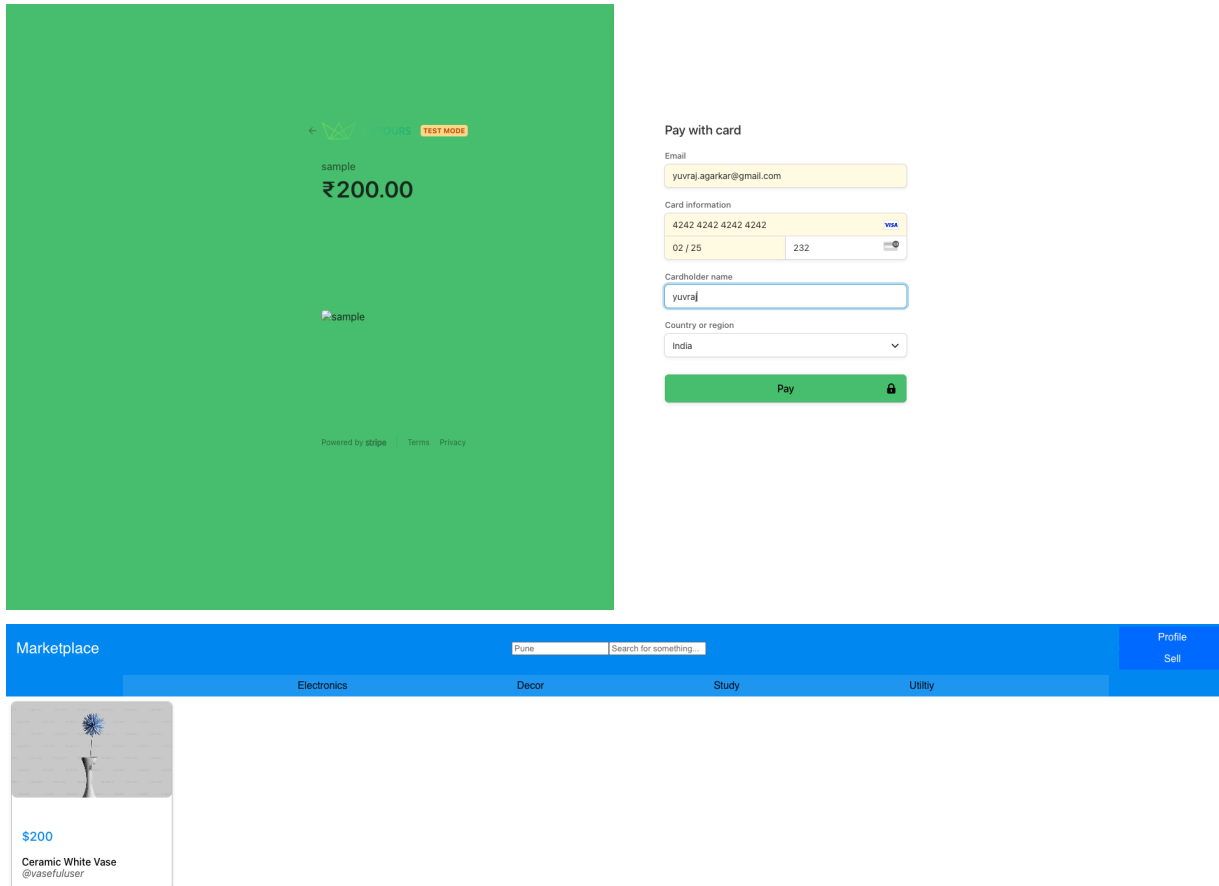 OURS TEST MODE
sample
₹200.00
sample
Powered by stripe Terms Privacy
Pay with card
Email
yuvraj.agarkar@gmail.com
Card information
4242 4242 4242 4242 VISA
02 / 25 232
Cardholder name
yuvraj
Country or region
India
Pay
Marketplace
Pune Search for something...
Profile
Sell
Electronics Decor Study Utiltiy
$200
Ceramic White Vase
@vasefuluser